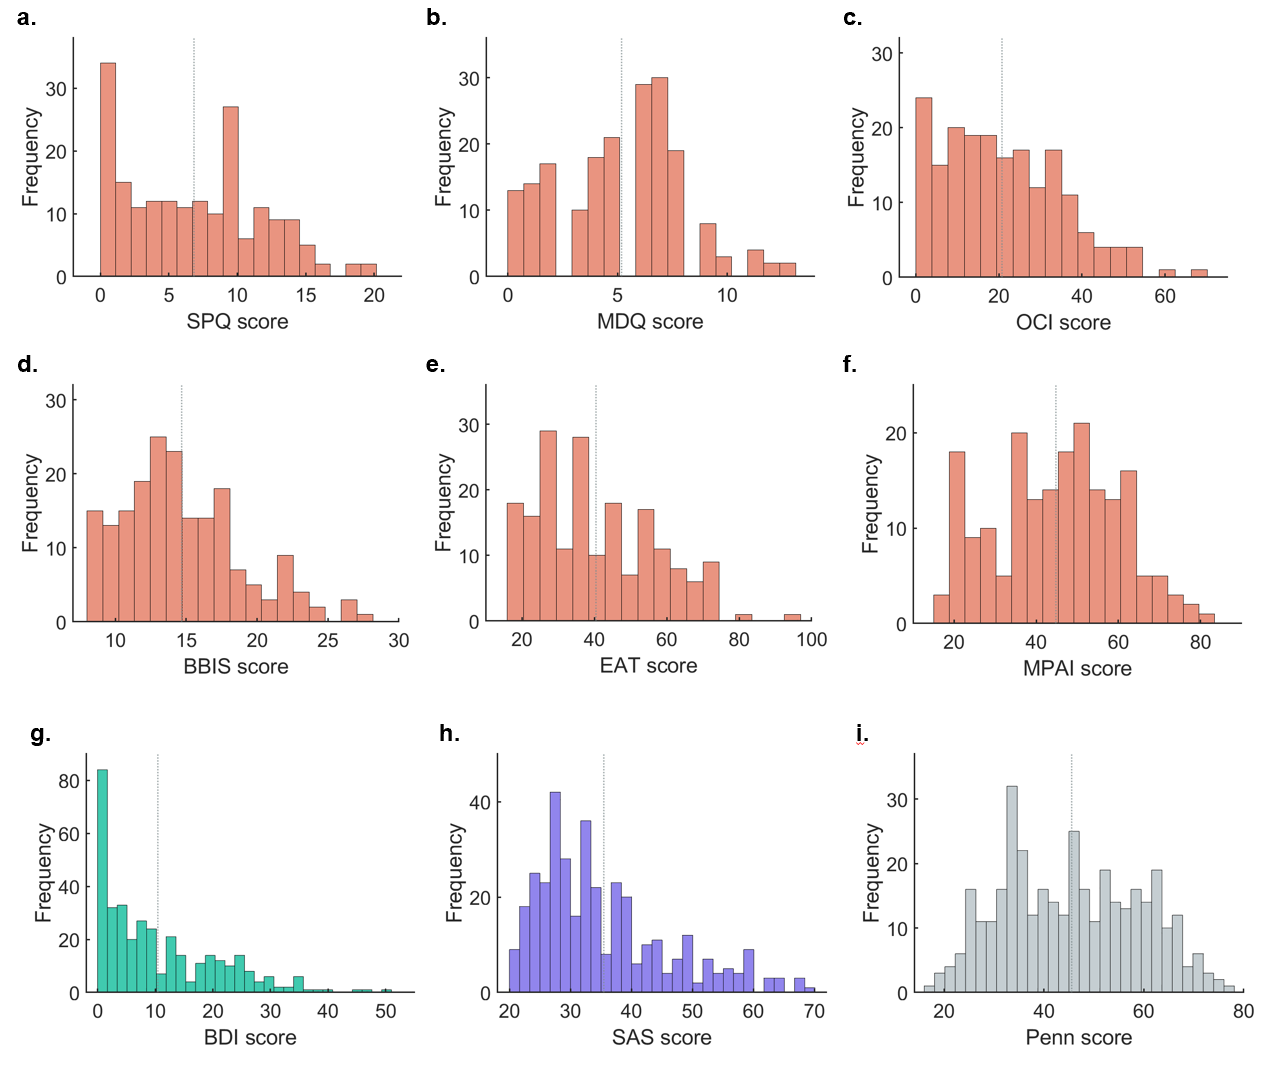 a.
Frequency
30
20
10
0
0 5 10 15 20
SPQ score
b.
Frequency
30
20
10
0
0 5 10
MDQ score
c.
Frequency
30
20
10
0
0 20 40 60
OCI score
d.
Frequency
30
20
10
0
10 15 20 25 30
BBIS score
e.
Frequency
30
20
10
0
20 40 60 80 100
EAT score
f.
Frequency
20
10
0
20 40 60 80
MPAI score
g.
Frequency
80
60
40
20
0
0 10 20 30 40 50
BDI score
h.
Frequency
40
20
0
20 30 40 50 60 70
SAS score
i.
Frequency
30
20
10
0
20 40 60 80
Penn score